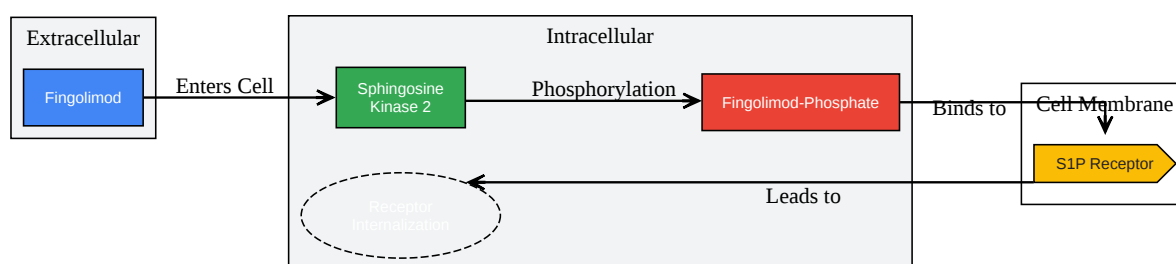 Extracellular
Fingolimod
Enters Cell
Intracellular
Sphingosine
Kinase 2
Phosphorylation
Fingolimod-Phosphate
Binds to
Cell Membrane
S1P Receptor
Leads to
Receptor
Internalization